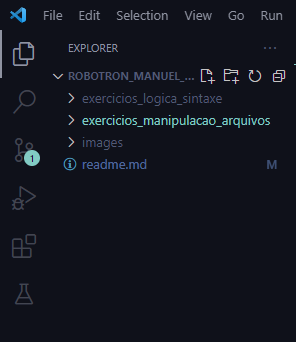 File Edit Selection View Go Run
EXPLORER ...
ROBOTRON_MANUEL_...
exercicios_logica_sintaxe
exercicios_manipulacao_arquivos
images
readme.md M
1